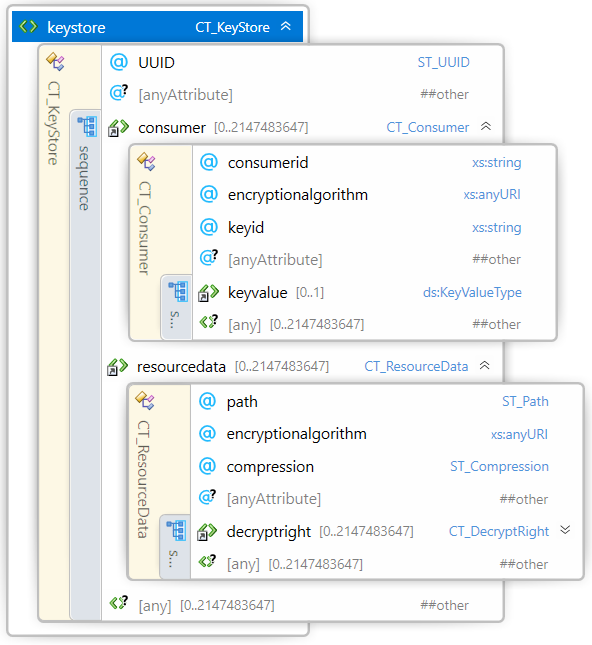 keystore CT_KeyStore
CT_KeyStore
@ UUID ST_UUID
@? [anyAttribute] ##other
sequence
consumer [0..2147483647] CT_Consumer
CT_Consumer
@ consumerid xs:string
@ encryptionalgorithm xs:anyURI
@ keyid xs:string
@? [anyAttribute] ##other
s...
keyvalue [0..1] ds:KeyValueType
? [any] [0..2147483647] ##other
resourcedata [0..2147483647] CT_ResourceData
CT_ResourceData
@ path ST_Path
@ encryptionalgorithm xs:anyURI
@ compression ST_Compression
@? [anyAttribute] ##other
s...
decryptright [0..2147483647] CT_DecryptRight
? [any] [0..2147483647] ##other
? [any] [0..2147483647] ##other